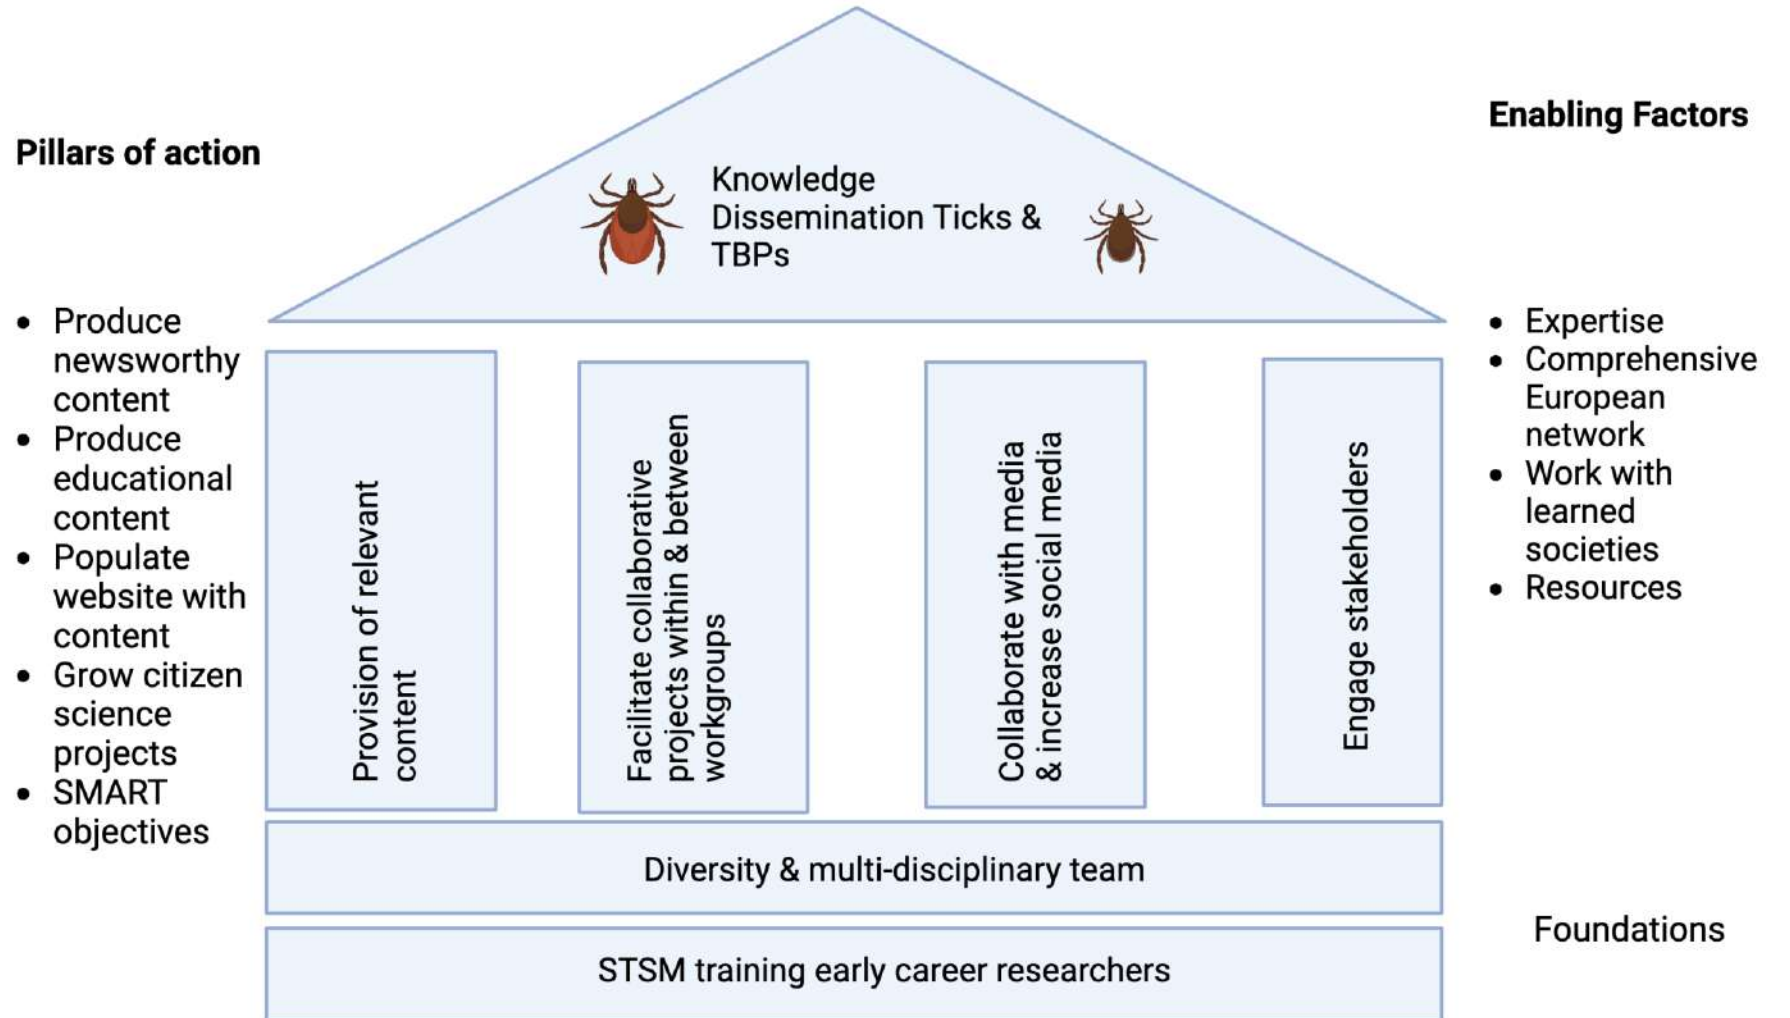 Pillars of action
• Produce
newsworthy
content
• Produce
educational
content
• Populate
website with
content
• Grow citizen
science
projects
• SMART
objectives
Knowledge
Dissemination Ticks &
TBPs
Provision of relevant
content
Facilitate collaborative
projects within & between
workgroups
Collaborate with media
& increase social media
Engage stakeholders
Diversity & multi-disciplinary team
STSM training early career researchers
Enabling Factors
• Expertise
• Comprehensive
European
network
• Work with
learned
societies
• Resources
Foundations